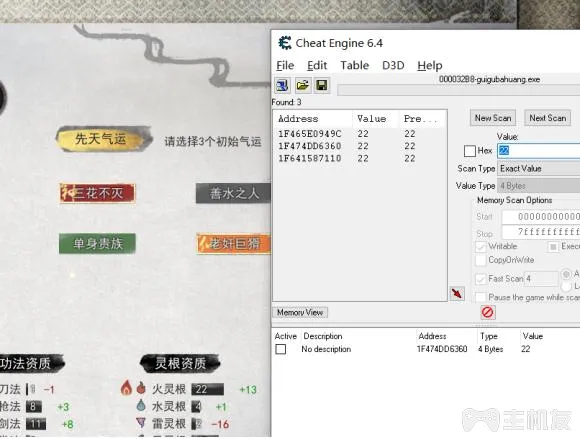 先天气运
请选择3个初始气运
三花不灭
善水之人
单身贵族
老奸巨猾
功法资质
灵根资质
刀法 -1
火灵根 22 +13
枪法 8 +3
水灵根 4 +1
剑法 11 +8
雷灵根 -16
Cheat Engine 6.4
File Edit Table D3D Help
000032B8-guigubahuang.exe
Found: 3
Address Value Pre...
1F465E0949C 22 22
1F474DD6360 22 22
1F641587110 22 22
New Scan Next Scan
Value:
Hex 22
Scan Type Exact Value
Value Type 4 Bytes
Memory Scan Options
Start 000000000000
Stop 7fffffffff
Writable Exec
CopyOnWrite
Fast Scan 4
Pause the game while scan
Memory View
Active Description Address Type Value
No description 1F474DD6360 4 Bytes 22
主机友